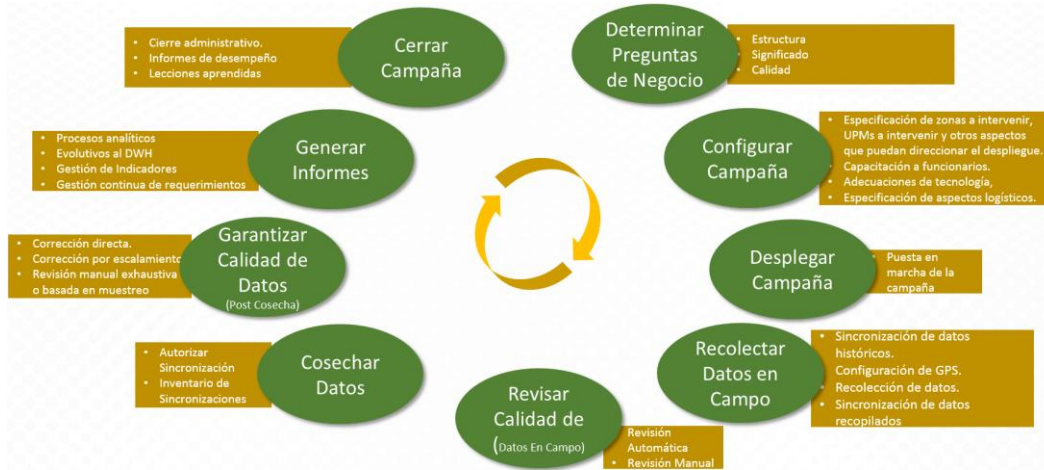 Determinar
Preguntas
de Negocio
• Estructura
• Significado
• Calidad
Configurar
Campaña
• Especificación de zonas a intervenir,
UPMs a intervenir y otros aspectos
que puedan direccionar el despliegue.
• Capacitación a funcionarios.
• Adecuaciones de tecnología,
• Especificación de aspectos logísticos.
Desplegar
Campaña
• Puesta en
marcha de la
campaña
Recolectar
Datos en
Campo
• Sincronización de datos
históricos.
Configuración de GPS.
• Recolección de datos.
• Sincronización de datos
recopilados
Revisar
Calidad de
(Datos En Campo)
• Revisión
Automática
• Revisión Manual
Cosechar
Datos
• Autorizar
Sincronización
• Inventario de
Sincronizaciones
Garantizar
Calidad de
Datos
(Post Cosecha)
• Corrección directa.
• Corrección por escalamiento
• Revisión manual exhaustiva
o basada en muestreo
Generar
Informes
• Procesos analíticos
• Evolutivos al DWH
• Gestión de Indicadores
• Gestión continua de requerimientos
Cerrar
Campaña
• Cierre administrativo.
• Informes de desempeño
• Lecciones aprendidas